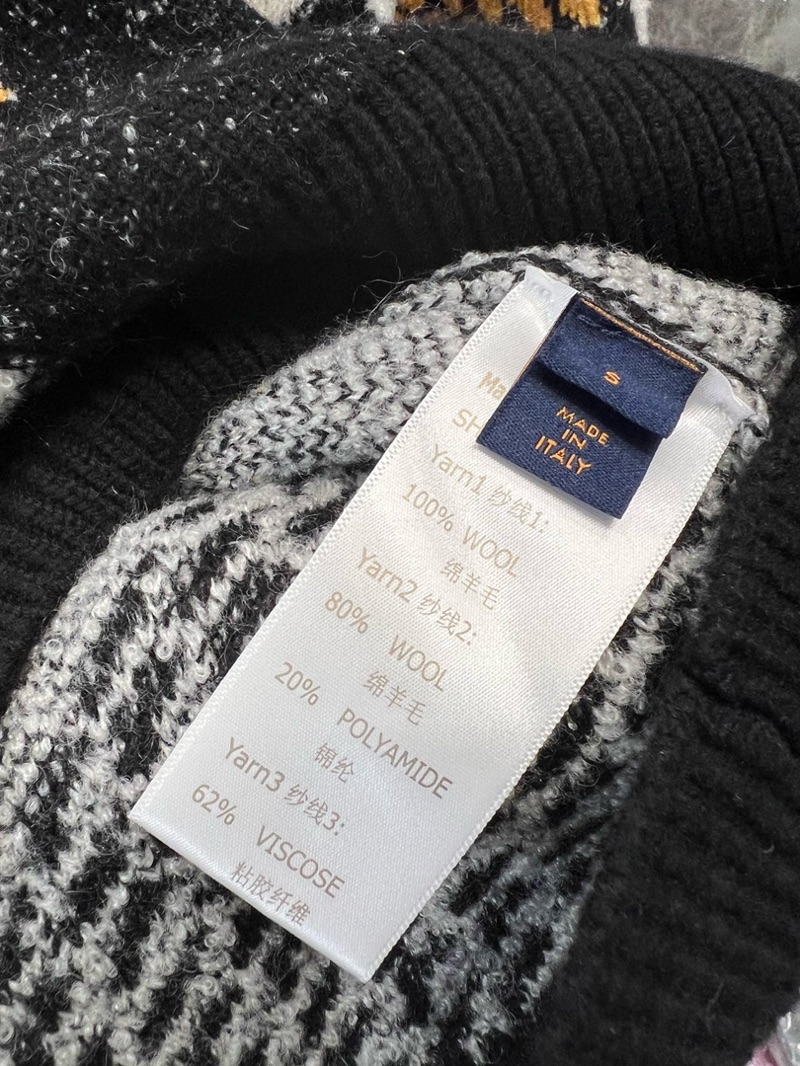 S
MADE
IN
ITALY
Yarn1 纱线1:
100% WOOL
绵羊毛
Yarn2 纱线2:
80% WOOL
绵羊毛
20% POLYAMIDE
锦纶
Yarn3 纱线3:
62% VISCOSE
粘胶纤维